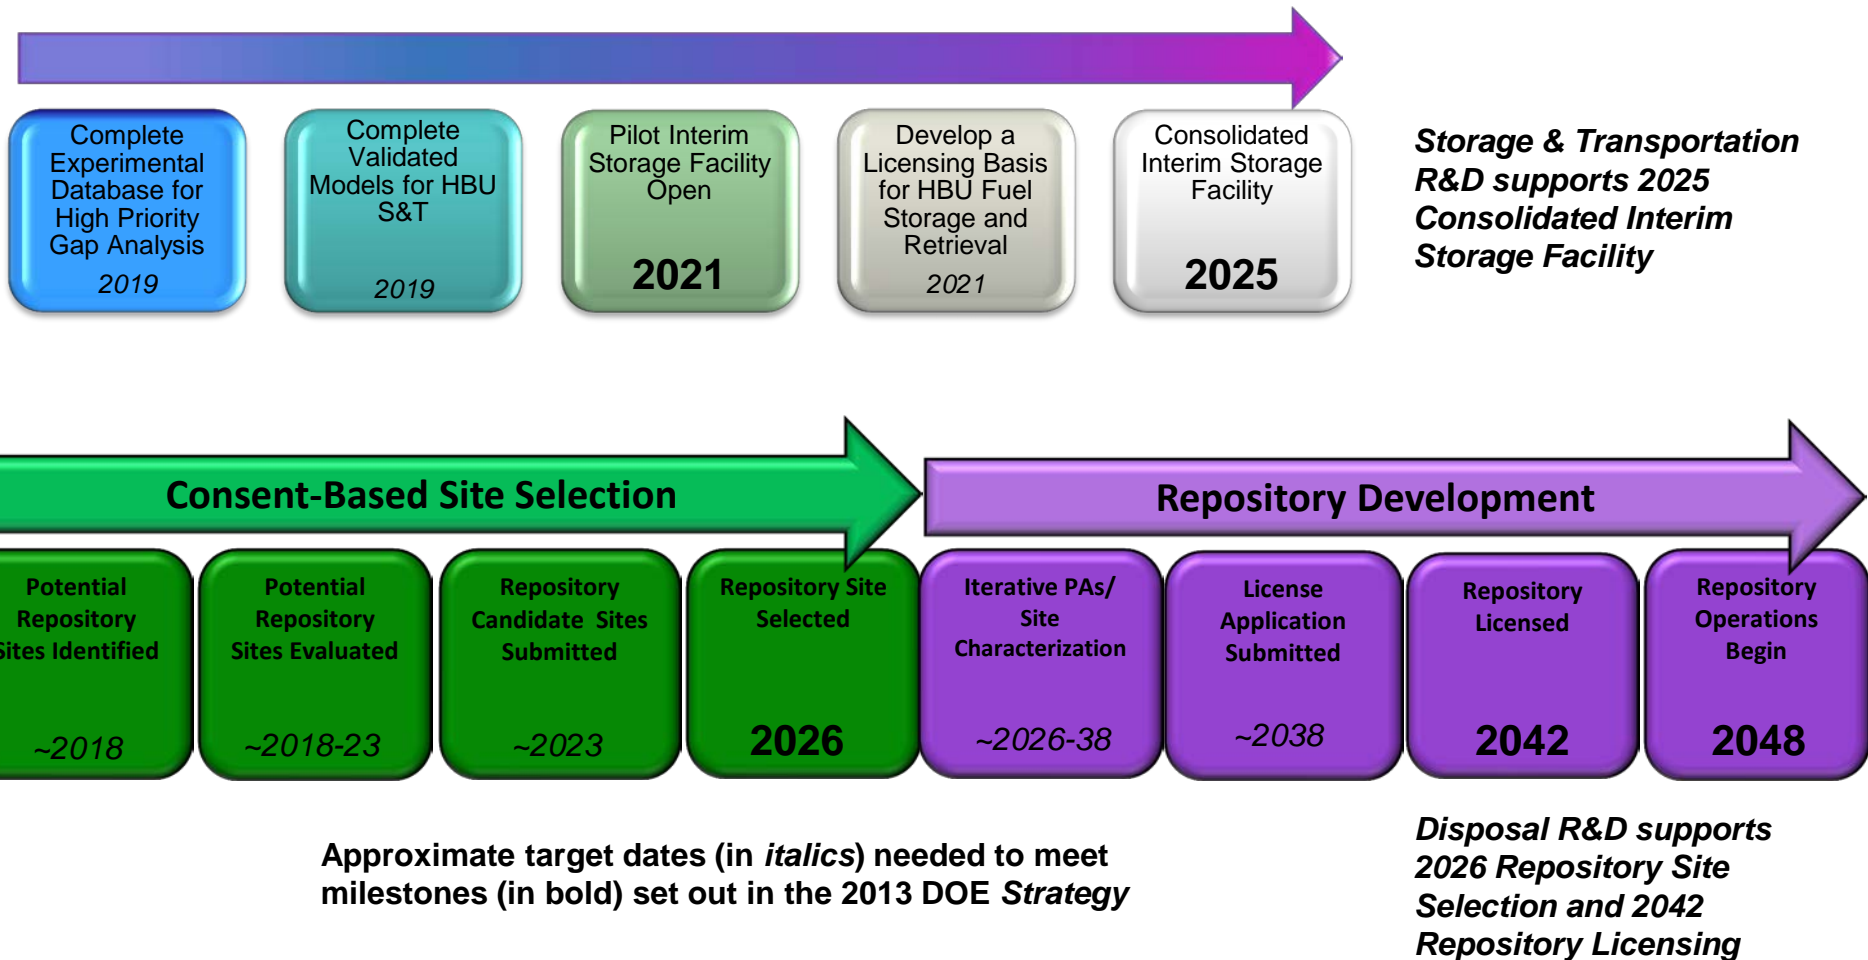 Complete
Experimental
Database for
High Priority
Gap Analysis
2019
Complete
Validated
Models for HBU
S&T
2019
Pilot Interim
Storage Facility
Open
2021
Develop a
Licensing Basis
for HBU Fuel
Storage and
Retrieval
2021
Consolidated
Interim Storage
Facility
2025
Storage & Transportation
R&D supports 2025
Consolidated Interim
Storage Facility
Consent-Based Site Selection
Repository Development
Potential
Repository
Sites Identified
~2018
Potential
Repository
Sites Evaluated
~2018-23
Repository
Candidate Sites
Submitted
~2023
Repository Site
Selected
2026
Iterative PAs/
Site
Characterization
~2026-38
License
Application
Submitted
~2038
Repository
Licensed
2042
Repository
Operations
Begin
2048
Approximate target dates (in italics) needed to meet
milestones (in bold) set out in the 2013 DOE Strategy
Disposal R&D supports
2026 Repository Site
Selection and 2042
Repository Licensing